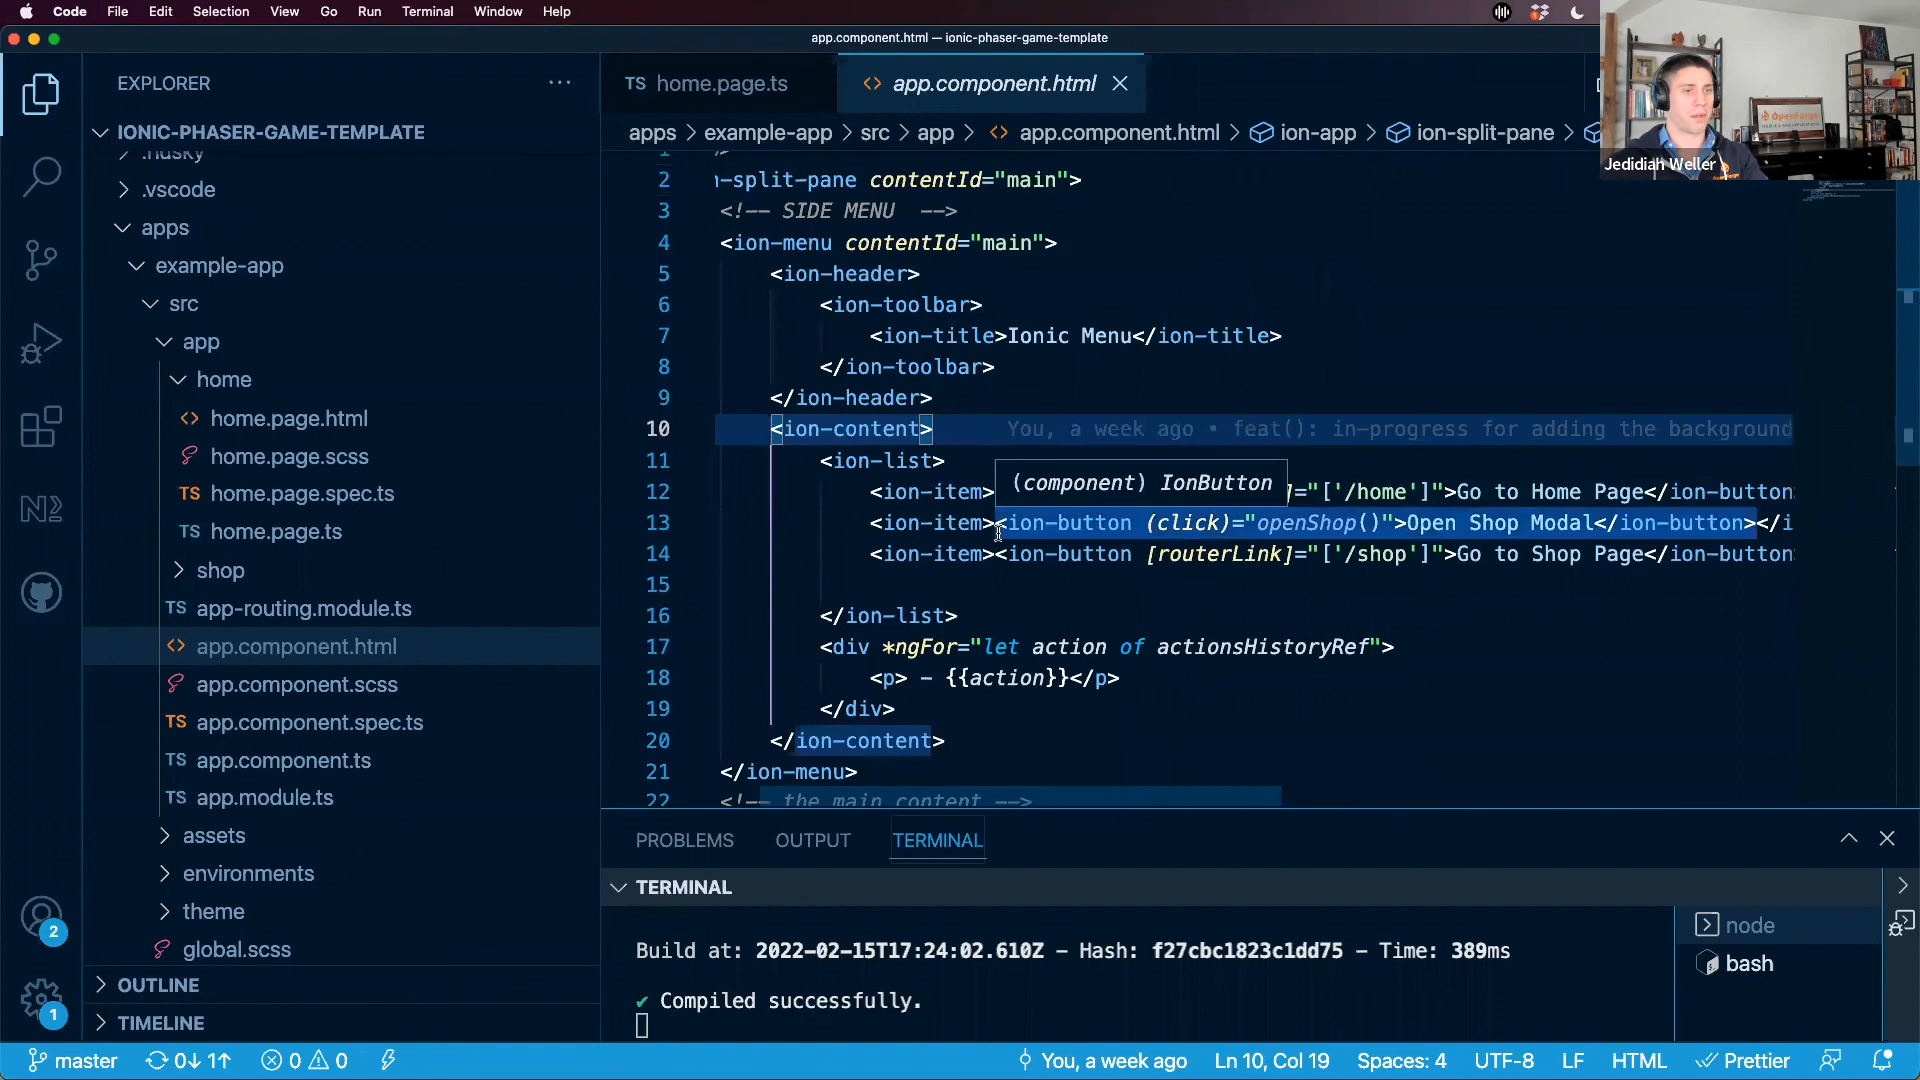 Code File Edit Selection View Go Run Terminal Window Help
app.component.html — ionic-phaser-game-template
Jedidiah Weller
EXPLORER ···
IONIC-PHASER-GAME-TEMPLATE
.husky
.vscode
apps
example-app
src
app
home
home.page.html
home.page.scss
TS home.page.spec.ts
TS home.page.ts
shop
TS app-routing.module.ts
app.component.html
app.component.scss
TS app.component.spec.ts
TS app.component.ts
TS app.module.ts
assets
environments
theme
global.scss
OUTLINE
TIMELINE
2
1
TS home.page.ts
app.component.html
apps > example-app > src > app > app.component.html > ion-app > ion-split-pane >
2 -split-pane contentId="main">
3 <!-- SIDE MENU -->
4 <ion-menu contentId="main">
5 <ion-header>
6 <ion-toolbar>
7 <ion-title>Ionic Menu</ion-title>
8 </ion-toolbar>
9 </ion-header>
10 <ion-content> You, a week ago • feat(): in-progress for adding the background
11 <ion-list>
(component) IonButton
12 <ion-item> ]="['/home']">Go to Home Page</ion-button
13 <ion-item><ion-button (click)="openShop()">Open Shop Modal</ion-button></i
14 <ion-item><ion-button [routerLink]="['/shop']">Go to Shop Page</ion-button
15
16 </ion-list>
17 <div *ngFor="let action of actionsHistoryRef">
18 <p> - {{action}}</p>
19 </div>
20 </ion-content>
21 </ion-menu>
22 <!-- the main content -->
PROBLEMS OUTPUT TERMINAL
TERMINAL
Build at: 2022-02-15T17:24:02.610Z - Hash: f27cbc1823c1dd75 - Time: 389ms
✔ Compiled successfully.
node
bash
master 0↓ 1↑ 0 0 You, a week ago Ln 10, Col 19 Spaces: 4 UTF-8 LF HTML Prettier